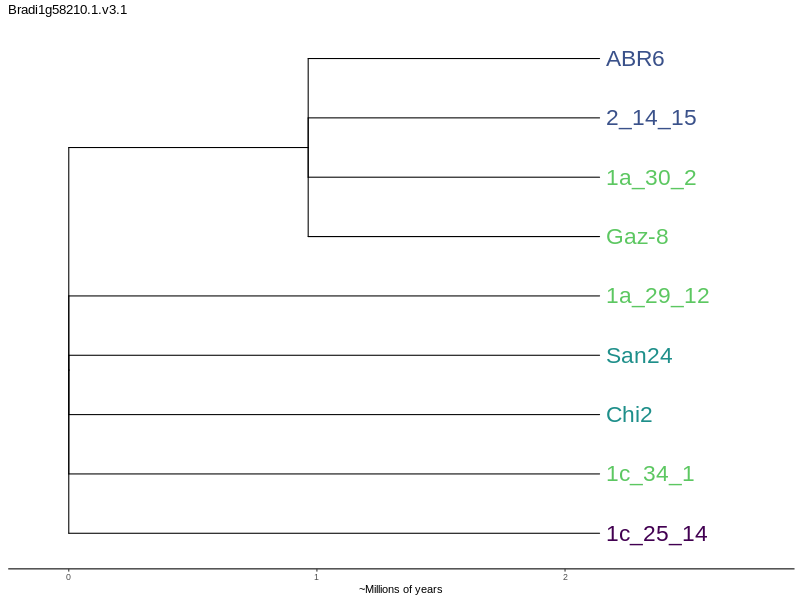 Bradi1g58210.1.v3.1
ABR6
2_14_15
1a_30_2
Gaz-8
1a_29_12
San24
Chi2
1c_34_1
1c_25_14
0 1 2
~Millions of years